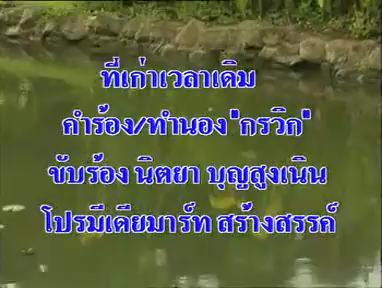 ที่เก่าเวลาเดิม
คำร้อง/ทำนอง "กรวิก"
ขับร้อง นิตยา บุญสูงเนิน
โปรมีเดียมาร์ท สร้างสรรค์